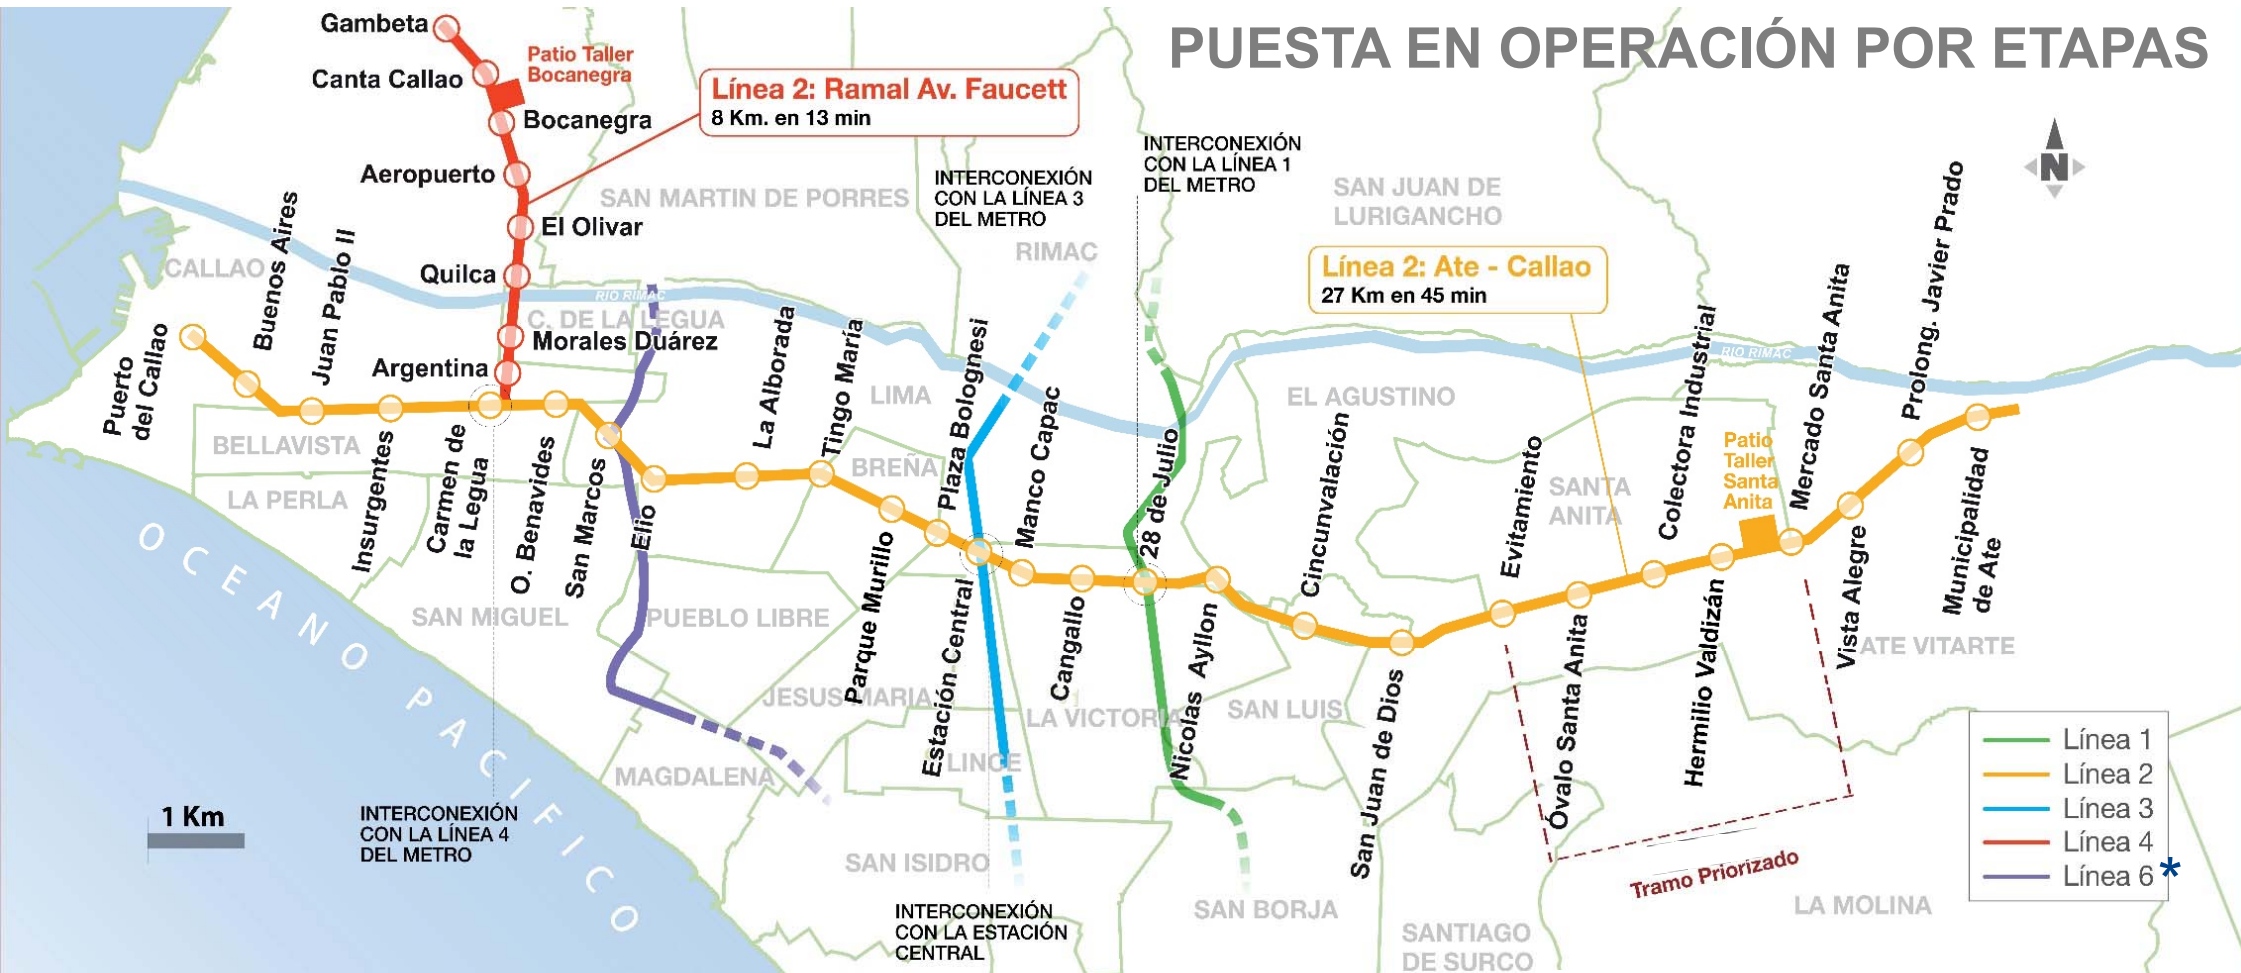 PUESTA EN OPERACIÓN POR ETAPAS
Gambeta
Canta Callao
Patio Taller
Bocanegra
Bocanegra
Aeropuerto
El Olivar
Quilca
Morales Duárez
Argentina
Línea 2: Ramal Av. Faucett
8 Km. en 13 min
INTERCONEXIÓN
CON LA LÍNEA 3
DEL METRO
INTERCONEXIÓN
CON LA LÍNEA 1
DEL METRO
Línea 2: Ate - Callao
27 Km en 45 min
N
SAN MARTIN DE PORRES
RIMAC
SAN JUAN DE
LURIGANCHO
CALLAO
RIO RIMAC
C. DE LA LEGUA
RIO RIMAC
LIMA
EL AGUSTINO
BELLAVISTA
BREÑA
LA PERLA
SANTA
ANITA
SAN MIGUEL
PUEBLO LIBRE
JESUS MARIA
LA VICTORIA
SAN LUIS
ATE VITARTE
MAGDALENA
LINCE
SAN ISIDRO
SAN BORJA
SANTIAGO
DE SURCO
LA MOLINA
OCEANO PACIFICO
Puerto
del Callao
Buenos Aires
Juan Pablo II
Insurgentes
Carmen de
la Legua
O. Benavides
San Marcos
Elio
La Alborada
Tingo María
Parque Murillo
Plaza Bolognesi
Estación Central
Manco Capac
Cangallo
28 de Julio
Nicolas Ayllon
Cincunvalación
San Juan de Dios
Evitamiento
Óvalo Santa Anita
Colectora Industrial
Hermilio Valdizán
Patio
Taller
Santa
Anita
Mercado Santa Anita
Vista Alegre
Prolong. Javier Prado
Municipalidad
de Ate
Tramo Priorizado
1 Km
INTERCONEXIÓN
CON LA LÍNEA 4
DEL METRO
INTERCONEXIÓN
CON LA ESTACIÓN
CENTRAL
Línea 1
Línea 2
Línea 3
Línea 4
Línea 6 *